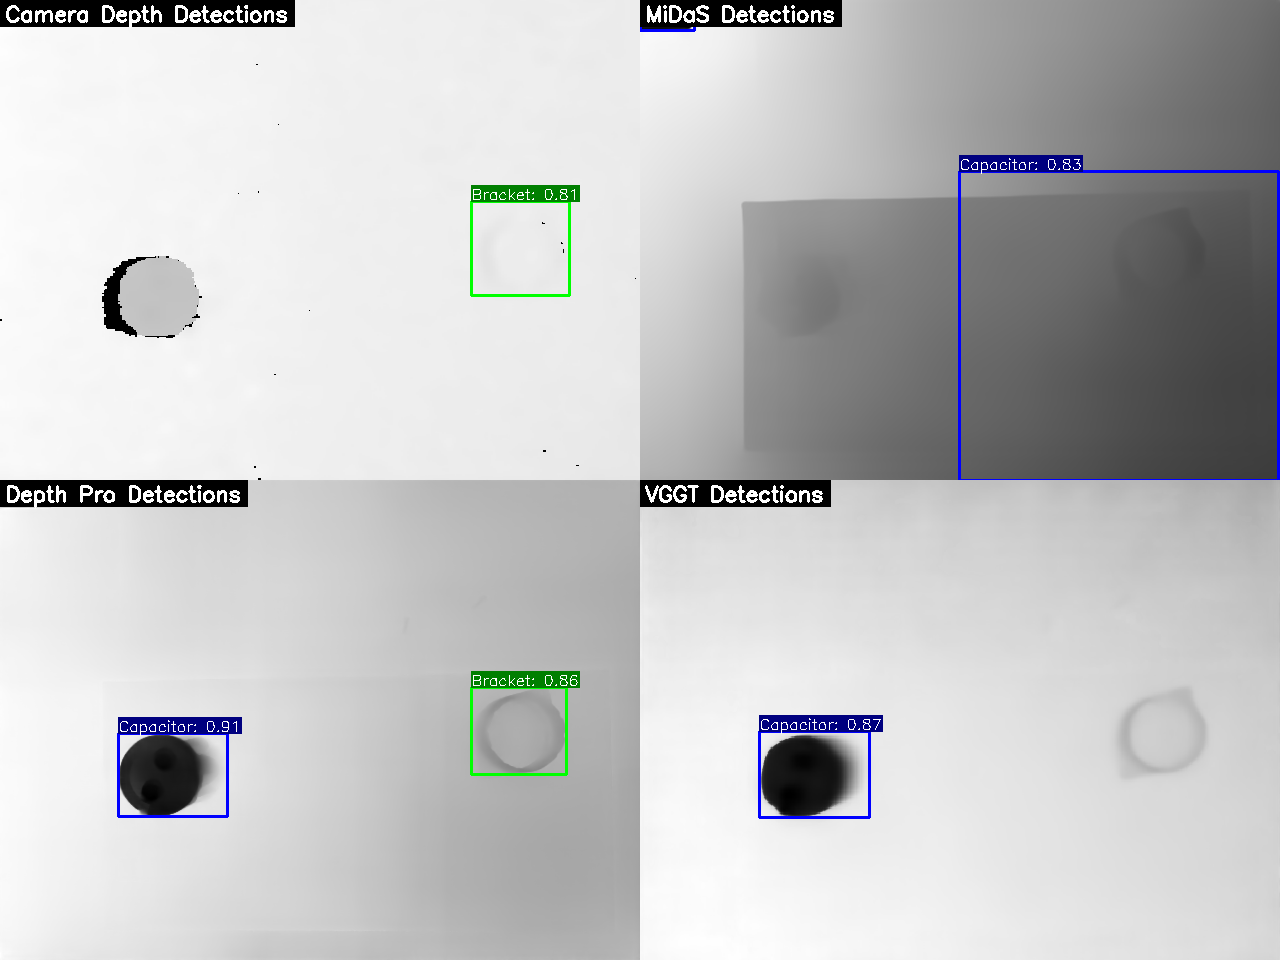 Camera Depth Detections
MiDaS Detections
Bracket: 0.81
Capacitor: 0.83
Depth Pro Detections
VGGT Detections
Bracket: 0.86
Capacitor: 0.91
Capacitor: 0.87